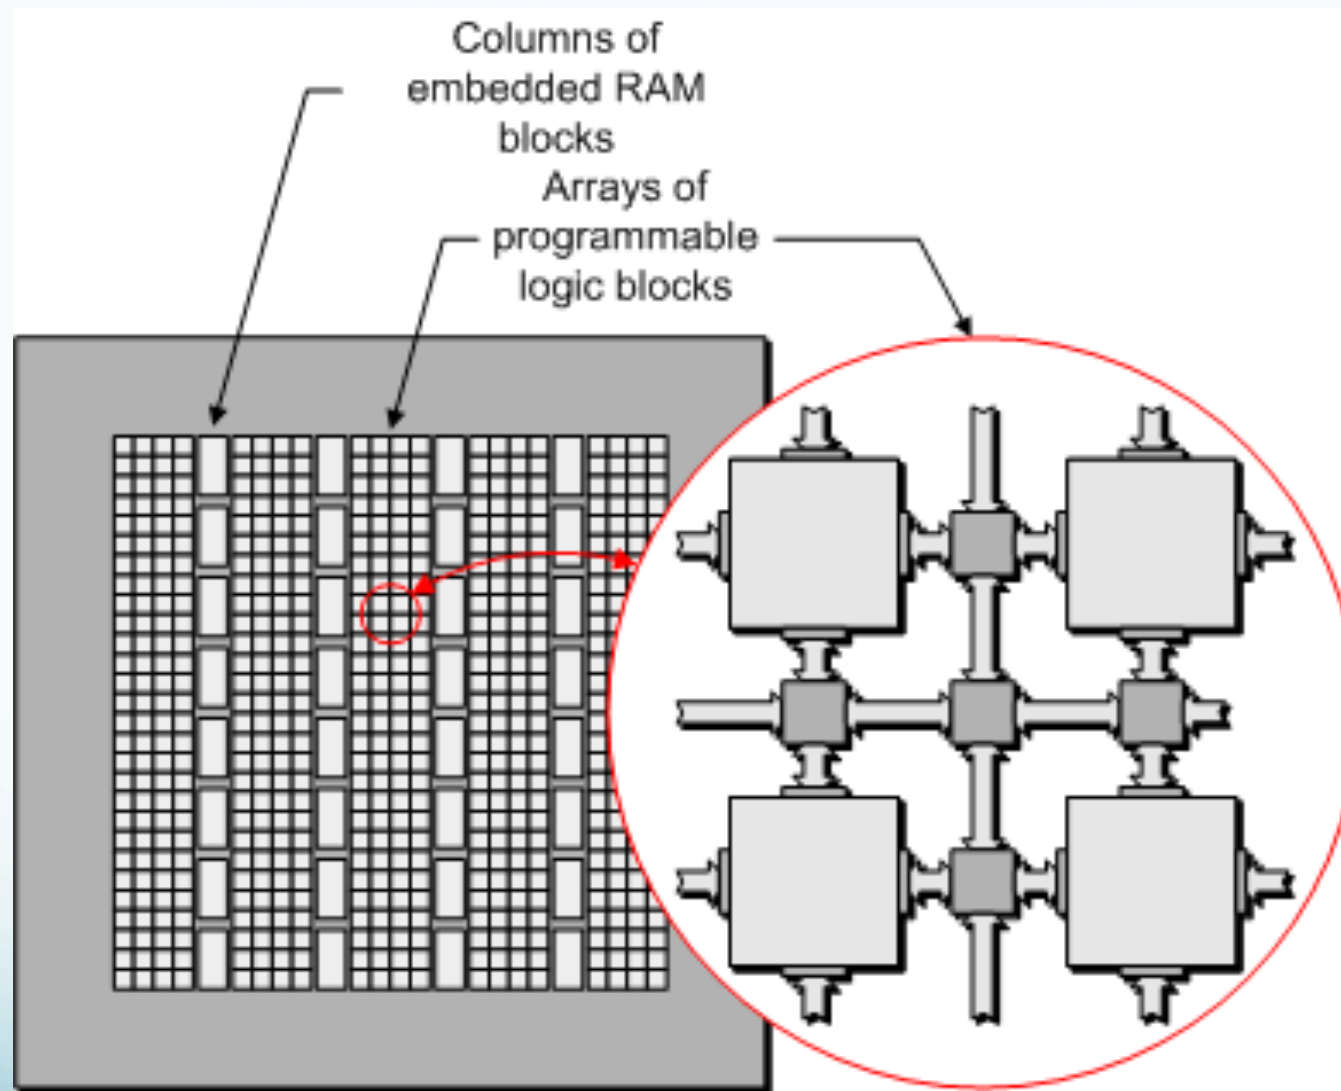 Columns of
embedded RAM
blocks
Arrays of
programmable
logic blocks